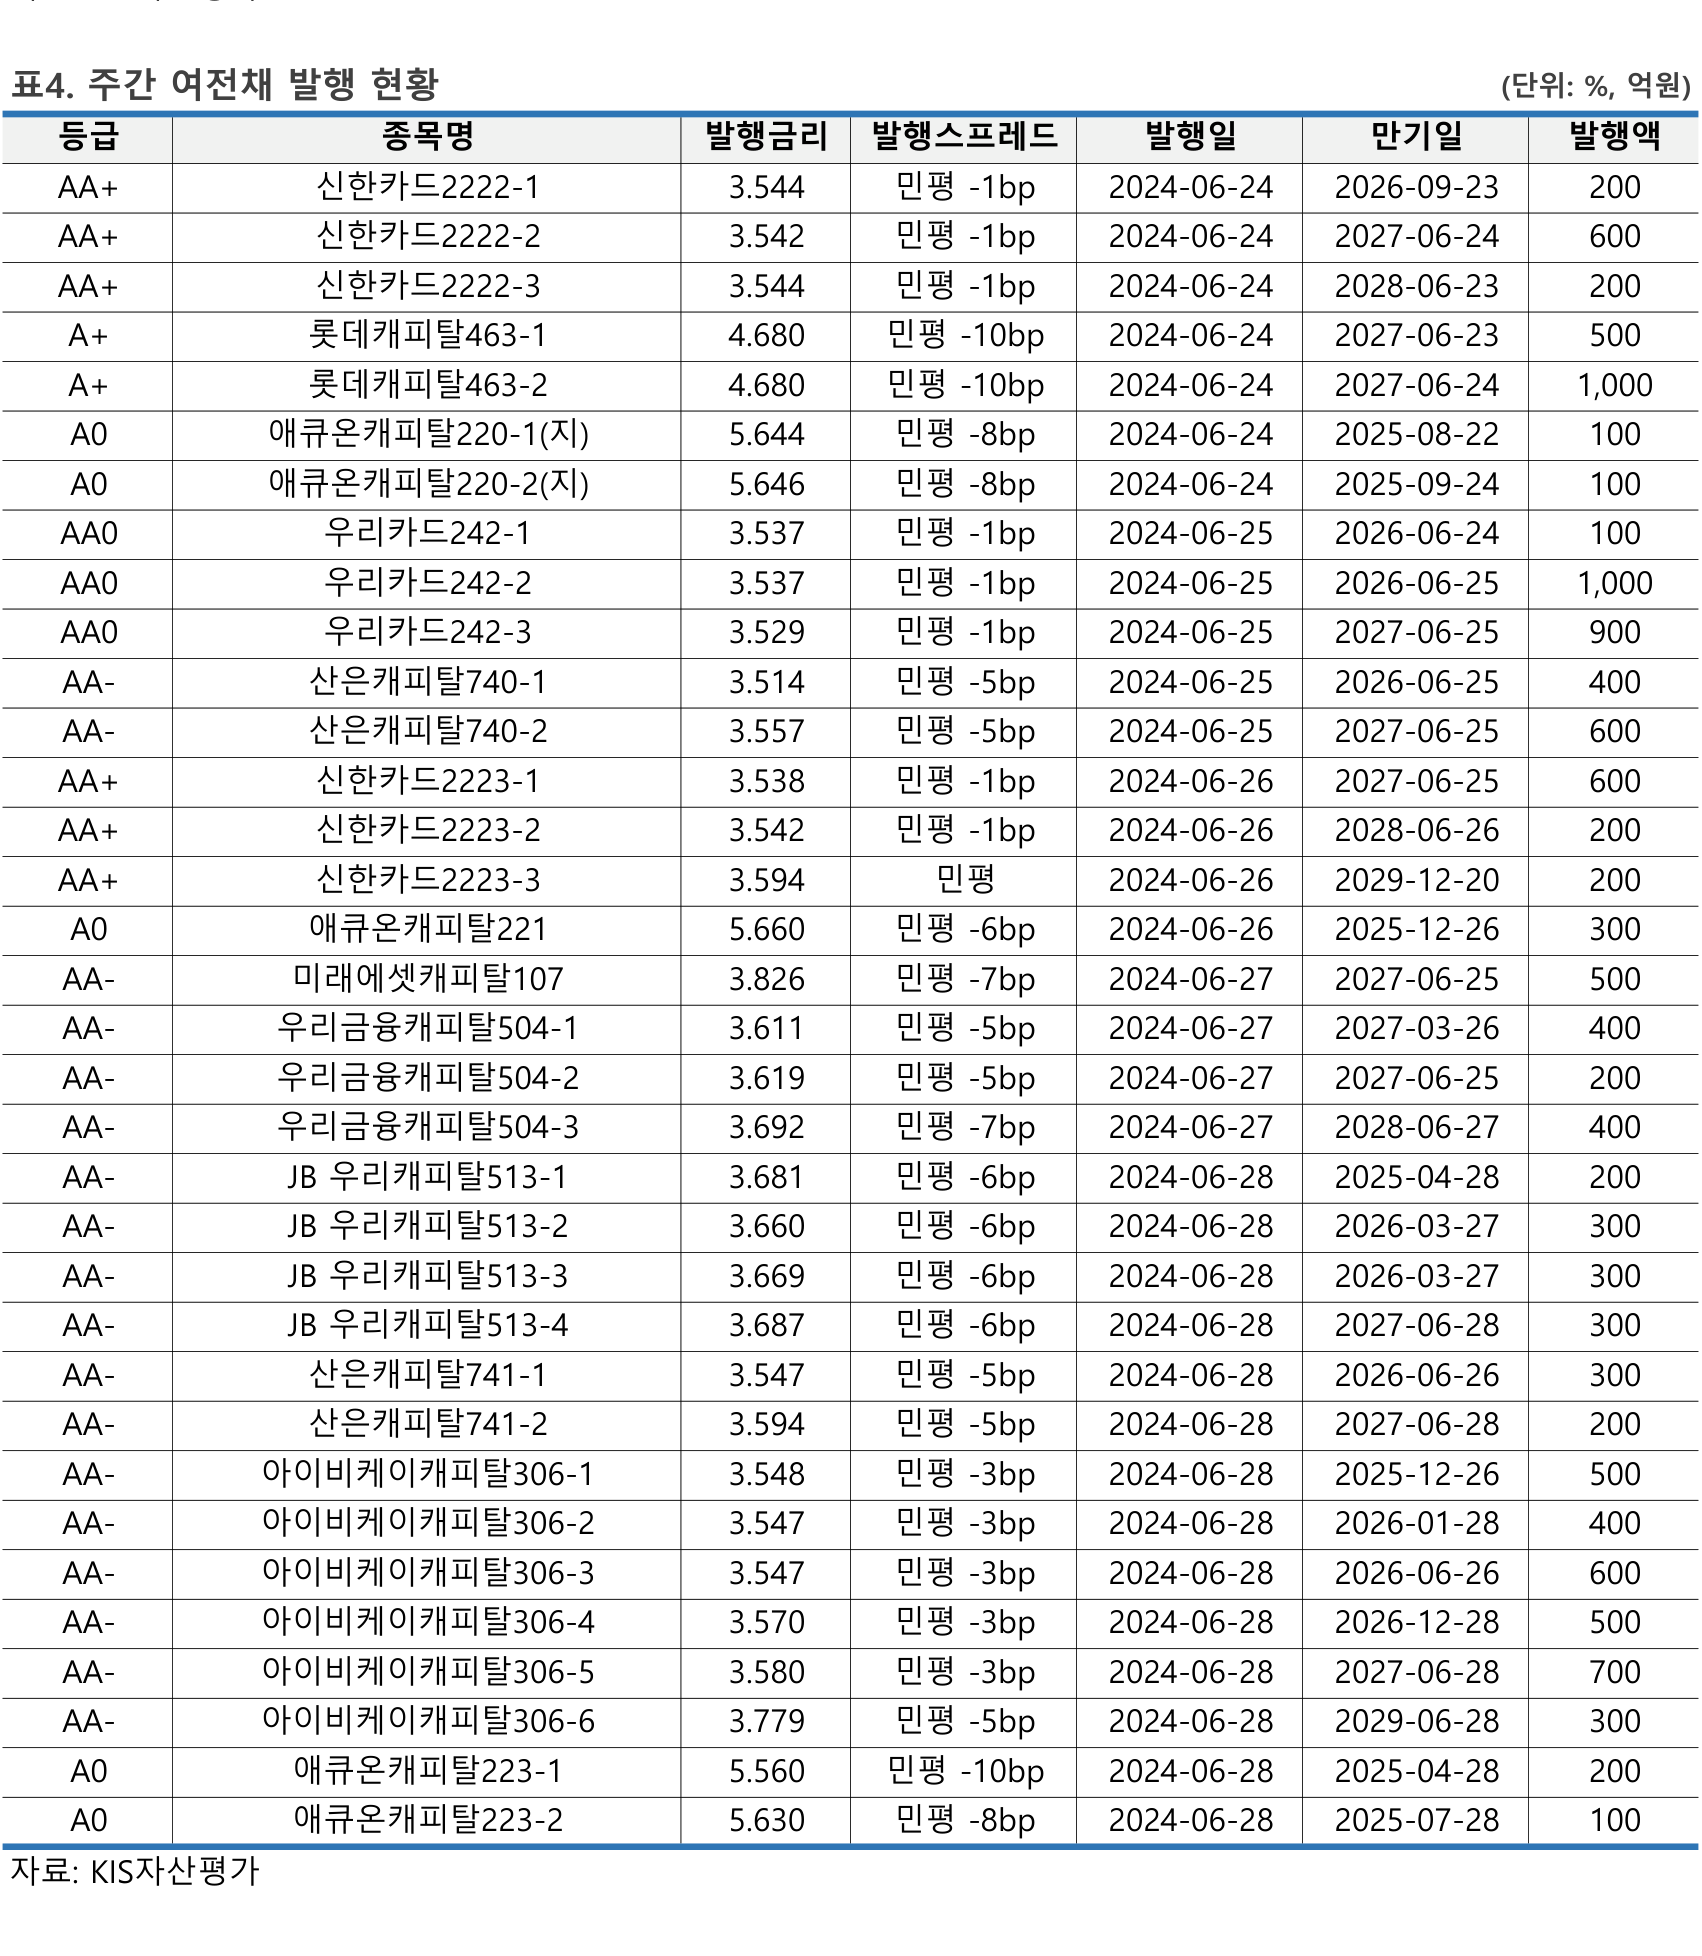 표4. 주간 여전채 발행 현황 (단위: %, 억원)
등급 종목명 발행금리 발행스프레드 발행일 만기일 발행액
AA+ 신한카드2222-1 3.544 민평 -1bp 2024-06-24 2026-09-23 200
AA+ 신한카드2222-2 3.542 민평 -1bp 2024-06-24 2027-06-24 600
AA+ 신한카드2222-3 3.544 민평 -1bp 2024-06-24 2028-06-23 200
A+ 롯데캐피탈463-1 4.680 민평 -10bp 2024-06-24 2027-06-23 500
A+ 롯데캐피탈463-2 4.680 민평 -10bp 2024-06-24 2027-06-24 1,000
A0 애큐온캐피탈220-1(지) 5.644 민평 -8bp 2024-06-24 2025-08-22 100
A0 애큐온캐피탈220-2(지) 5.646 민평 -8bp 2024-06-24 2025-09-24 100
AA0 우리카드242-1 3.537 민평 -1bp 2024-06-25 2026-06-24 100
AA0 우리카드242-2 3.537 민평 -1bp 2024-06-25 2026-06-25 1,000
AA0 우리카드242-3 3.529 민평 -1bp 2024-06-25 2027-06-25 900
AA- 산은캐피탈740-1 3.514 민평 -5bp 2024-06-25 2026-06-25 400
AA- 산은캐피탈740-2 3.557 민평 -5bp 2024-06-25 2027-06-25 600
AA+ 신한카드2223-1 3.538 민평 -1bp 2024-06-26 2027-06-25 600
AA+ 신한카드2223-2 3.542 민평 -1bp 2024-06-26 2028-06-26 200
AA+ 신한카드2223-3 3.594 민평 2024-06-26 2029-12-20 200
A0 애큐온캐피탈221 5.660 민평 -6bp 2024-06-26 2025-12-26 300
AA- 미래에셋캐피탈107 3.826 민평 -7bp 2024-06-27 2027-06-25 500
AA- 우리금융캐피탈504-1 3.611 민평 -5bp 2024-06-27 2027-03-26 400
AA- 우리금융캐피탈504-2 3.619 민평 -5bp 2024-06-27 2027-06-25 200
AA- 우리금융캐피탈504-3 3.692 민평 -7bp 2024-06-27 2028-06-27 400
AA- JB 우리캐피탈513-1 3.681 민평 -6bp 2024-06-28 2025-04-28 200
AA- JB 우리캐피탈513-2 3.660 민평 -6bp 2024-06-28 2026-03-27 300
AA- JB 우리캐피탈513-3 3.669 민평 -6bp 2024-06-28 2026-03-27 300
AA- JB 우리캐피탈513-4 3.687 민평 -6bp 2024-06-28 2027-06-28 300
AA- 산은캐피탈741-1 3.547 민평 -5bp 2024-06-28 2026-06-26 300
AA- 산은캐피탈741-2 3.594 민평 -5bp 2024-06-28 2027-06-28 200
AA- 아이비케이캐피탈306-1 3.548 민평 -3bp 2024-06-28 2025-12-26 500
AA- 아이비케이캐피탈306-2 3.547 민평 -3bp 2024-06-28 2026-01-28 400
AA- 아이비케이캐피탈306-3 3.547 민평 -3bp 2024-06-28 2026-06-26 600
AA- 아이비케이캐피탈306-4 3.570 민평 -3bp 2024-06-28 2026-12-28 500
AA- 아이비케이캐피탈306-5 3.580 민평 -3bp 2024-06-28 2027-06-28 700
AA- 아이비케이캐피탈306-6 3.779 민평 -5bp 2024-06-28 2029-06-28 300
A0 애큐온캐피탈223-1 5.560 민평 -10bp 2024-06-28 2025-04-28 200
A0 애큐온캐피탈223-2 5.630 민평 -8bp 2024-06-28 2025-07-28 100
자료: KIS자산평가